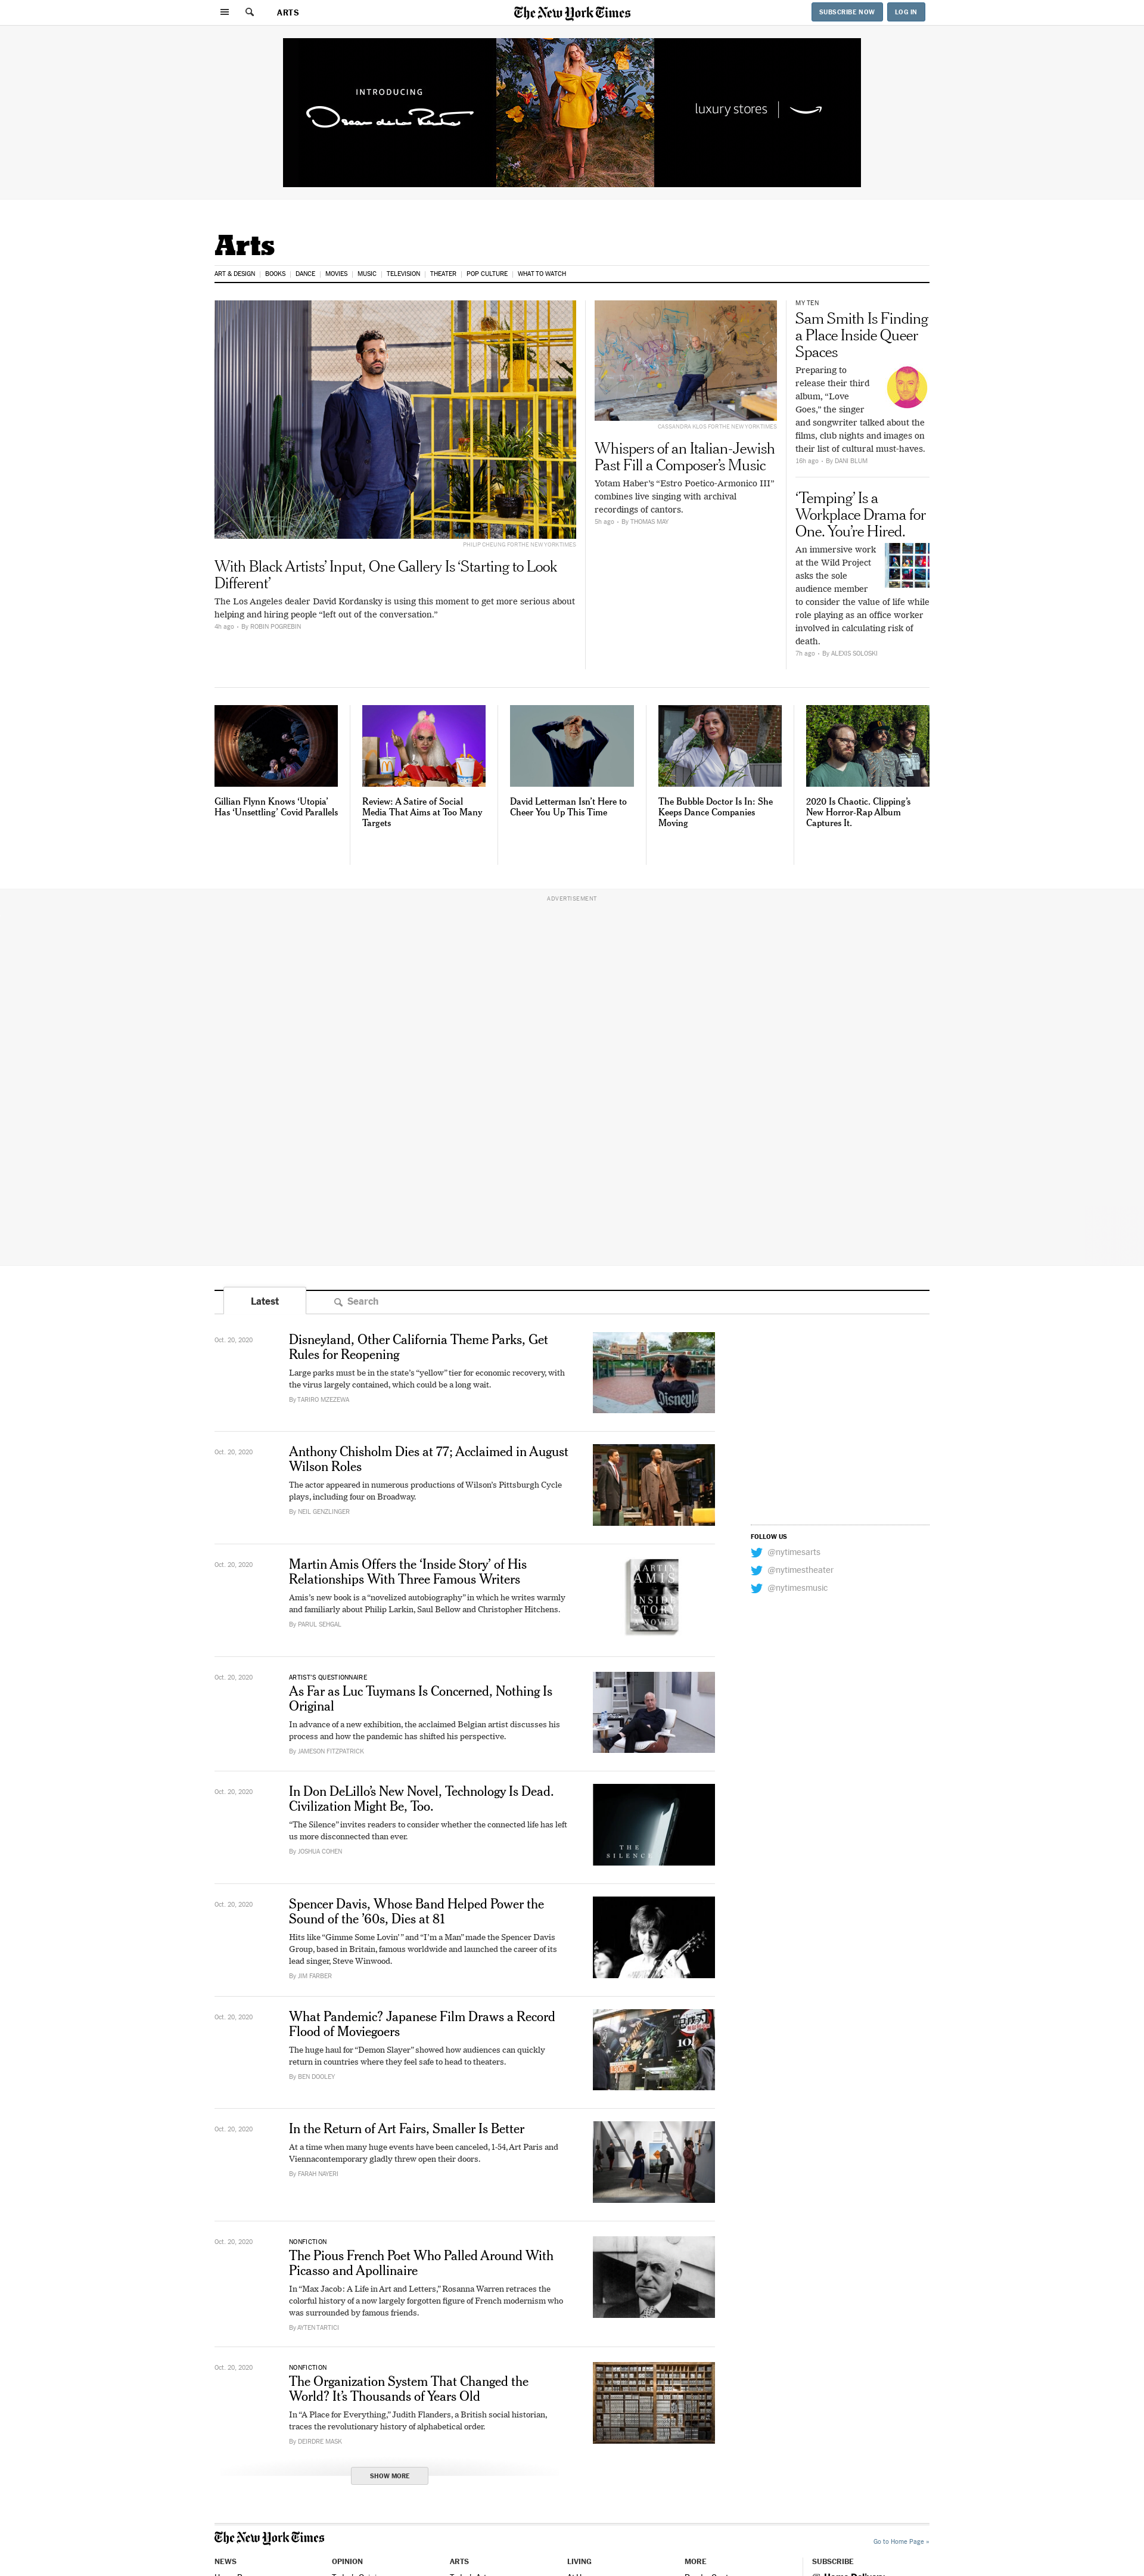 ARTS
The New York Times
SUBSCRIBE NOW
LOG IN
INTRODUCING
Oscar de la Renta
luxury stores
Arts
ART & DESIGN
BOOKS
DANCE
MOVIES
MUSIC
TELEVISION
THEATER
POP CULTURE
WHAT TO WATCH
PHILIP CHEUNG FOR THE NEW YORK TIMES
With Black Artists’ Input, One Gallery Is ‘Starting to Look
Different’
The Los Angeles dealer David Kordansky is using this moment to get more serious about
helping and hiring people “left out of the conversation.”
4h ago - By ROBIN POGREBIN
CASSANDRA KLOS FOR THE NEW YORK TIMES
Whispers of an Italian-Jewish
Past Fill a Composer’s Music
Yotam Haber’s “Estro Poetico-Armonico III”
combines live singing with archival
recordings of cantors.
5h ago - By THOMAS MAY
MY TEN
Sam Smith Is Finding
a Place Inside Queer
Spaces
Preparing to
release their third
album, “Love
Goes,” the singer
and songwriter talked about the
films, club nights and images on
their list of cultural must-haves.
16h ago - By DANI BLUM
‘Temping’ Is a
Workplace Drama for
One. You’re Hired.
An immersive work
at the Wild Project
asks the sole
audience member
to consider the value of life while
role playing as an office worker
involved in calculating risk of
death.
7h ago - By ALEXIS SOLOSKI
Gillian Flynn Knows ‘Utopia’
Has ‘Unsettling’ Covid Parallels
Review: A Satire of Social
Media That Aims at Too Many
Targets
David Letterman Isn’t Here to
Cheer You Up This Time
The Bubble Doctor Is In: She
Keeps Dance Companies
Moving
2020 Is Chaotic. Clipping’s
New Horror-Rap Album
Captures It.
ADVERTISEMENT
Latest
Search
Oct. 20, 2020
Disneyland, Other California Theme Parks, Get
Rules for Reopening
Large parks must be in the state’s “yellow” tier for economic recovery, with
the virus largely contained, which could be a long wait.
By TARIRO MZEZEWA
Oct. 20, 2020
Anthony Chisholm Dies at 77; Acclaimed in August
Wilson Roles
The actor appeared in numerous productions of Wilson’s Pittsburgh Cycle
plays, including four on Broadway.
By NEIL GENZLINGER
FOLLOW US
@nytimesarts
@nytimestheater
@nytimesmusic
Oct. 20, 2020
Martin Amis Offers the ‘Inside Story’ of His
Relationships With Three Famous Writers
Amis’s new book is a “novelized autobiography” in which he writes warmly
and familiarly about Philip Larkin, Saul Bellow and Christopher Hitchens.
By PARUL SEHGAL
MARTIN
AMIS
INSIDE
STORY
A NOVEL
Oct. 20, 2020
ARTIST’S QUESTIONNAIRE
As Far as Luc Tuymans Is Concerned, Nothing Is
Original
In advance of a new exhibition, the acclaimed Belgian artist discusses his
process and how the pandemic has shifted his perspective.
By JAMESON FITZPATRICK
Oct. 20, 2020
In Don DeLillo’s New Novel, Technology Is Dead.
Civilization Might Be, Too.
“The Silence” invites readers to consider whether the connected life has left
us more disconnected than ever.
By JOSHUA COHEN
THE
SILENCE
Oct. 20, 2020
Spencer Davis, Whose Band Helped Power the
Sound of the ’60s, Dies at 81
Hits like “Gimme Some Lovin’ ” and “I’m a Man” made the Spencer Davis
Group, based in Britain, famous worldwide and launched the career of its
lead singer, Steve Winwood.
By JIM FARBER
Oct. 20, 2020
What Pandemic? Japanese Film Draws a Record
Flood of Moviegoers
The huge haul for “Demon Slayer” showed how audiences can quickly
return in countries where they feel safe to head to theaters.
By BEN DOOLEY
Oct. 20, 2020
In the Return of Art Fairs, Smaller Is Better
At a time when many huge events have been canceled, 1-54, Art Paris and
Viennacontemporary gladly threw open their doors.
By FARAH NAYERI
Oct. 20, 2020
NONFICTION
The Pious French Poet Who Palled Around With
Picasso and Apollinaire
In “Max Jacob: A Life in Art and Letters,” Rosanna Warren retraces the
colorful history of a now largely forgotten figure of French modernism who
was surrounded by famous friends.
By AYTEN TARTICI
Oct. 20, 2020
NONFICTION
The Organization System That Changed the
World? It’s Thousands of Years Old
In “A Place for Everything,” Judith Flanders, a British social historian,
traces the revolutionary history of alphabetical order.
By DEIRDRE MASK
SHOW MORE
The New York Times
Go to Home Page »
NEWS
OPINION
ARTS
LIVING
MORE
SUBSCRIBE